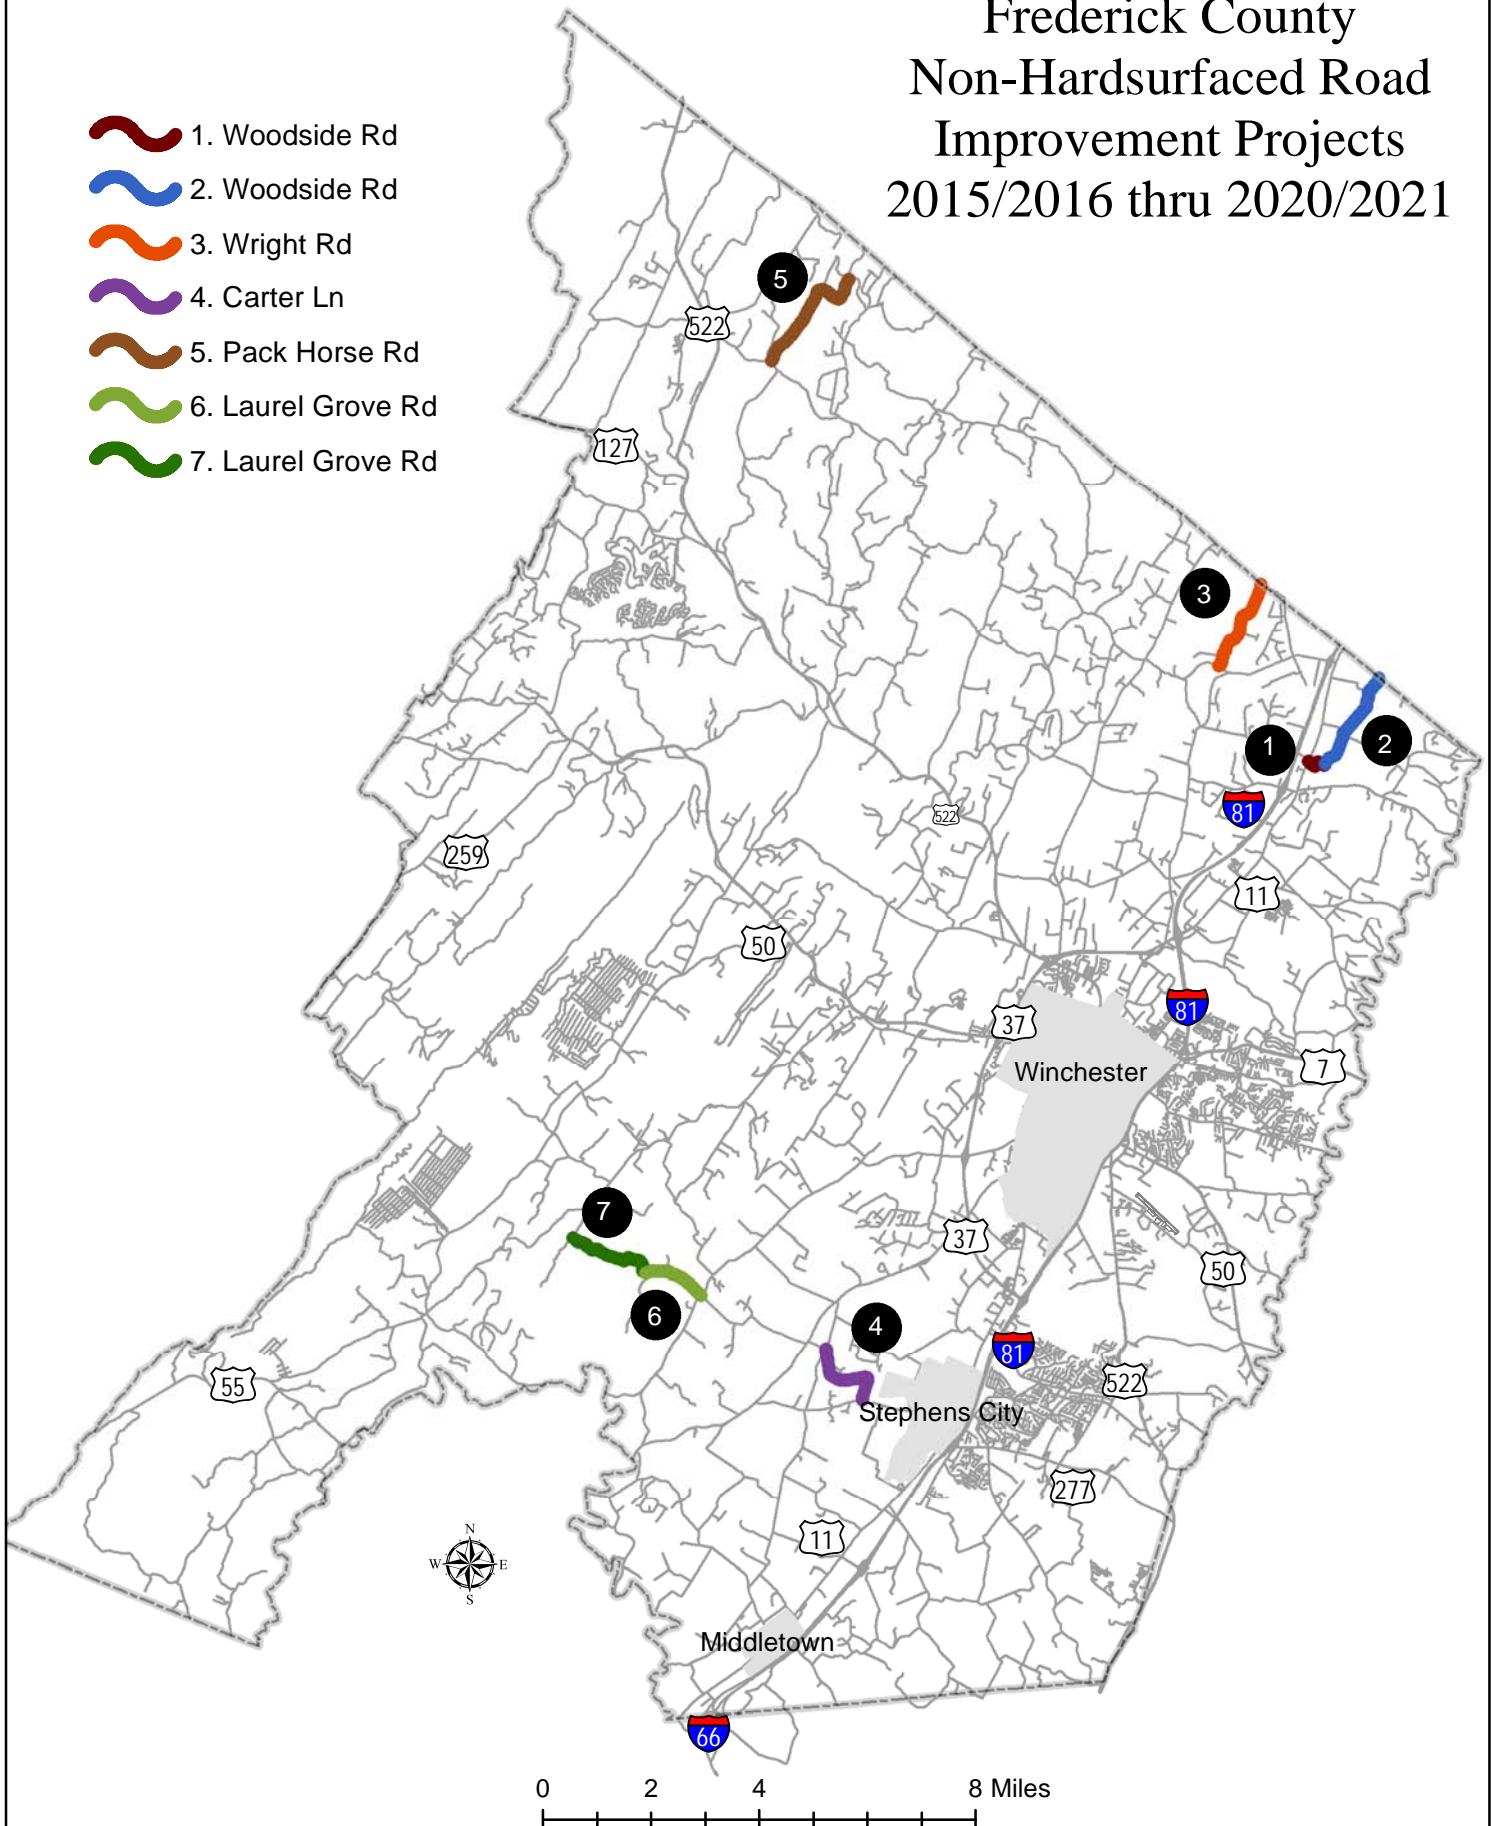 Frederick County
Non-Hardsurfaced Road
Improvement Projects
2015/2016 thru 2020/2021
1. Woodside Rd
2. Woodside Rd
3. Wright Rd
4. Carter Ln
5. Pack Horse Rd
6. Laurel Grove Rd
7. Laurel Grove Rd
5
522
127
3
1
2
81
522
259
11
50
81
37
7
Winchester
7
37
50
6
4
81
55
522
Stephens City
277
11
N
W E
S
Middletown
66
0 2 4 8 Miles